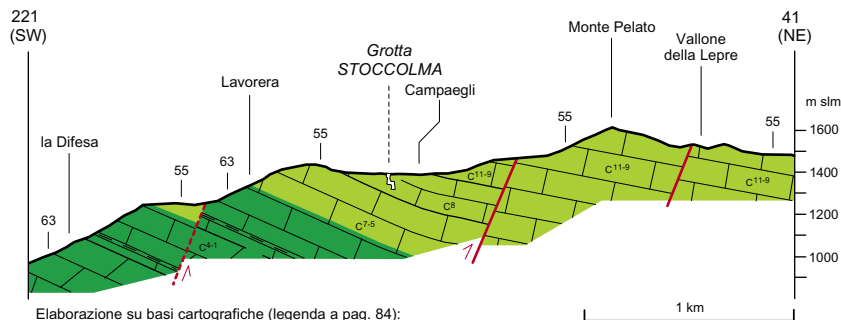 221
(SW)
41
(NE)
Monte Pelato
Vallone
della Lepre
Grotta
STOCCOLMA
Campaegli
Lavorera
la Difesa
m slm
63
55
63
55
55
55
1600
1400
1200
1000
C4-1
C7-5
C8
C11-9
C11-9
C11-9
1 km
Elaborazione su basi cartografiche (legenda a pag. 84):